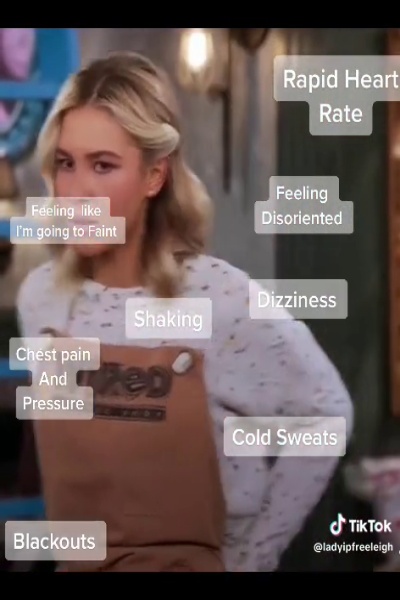 Rapid Heart
Rate
Feeling like
I'm going to Faint
Feeling
Disoriented
Dizziness
Shaking
Chest pain
And
Pressure
Cold Sweats
Blackouts
TikTok
@ladyipfreeleigh